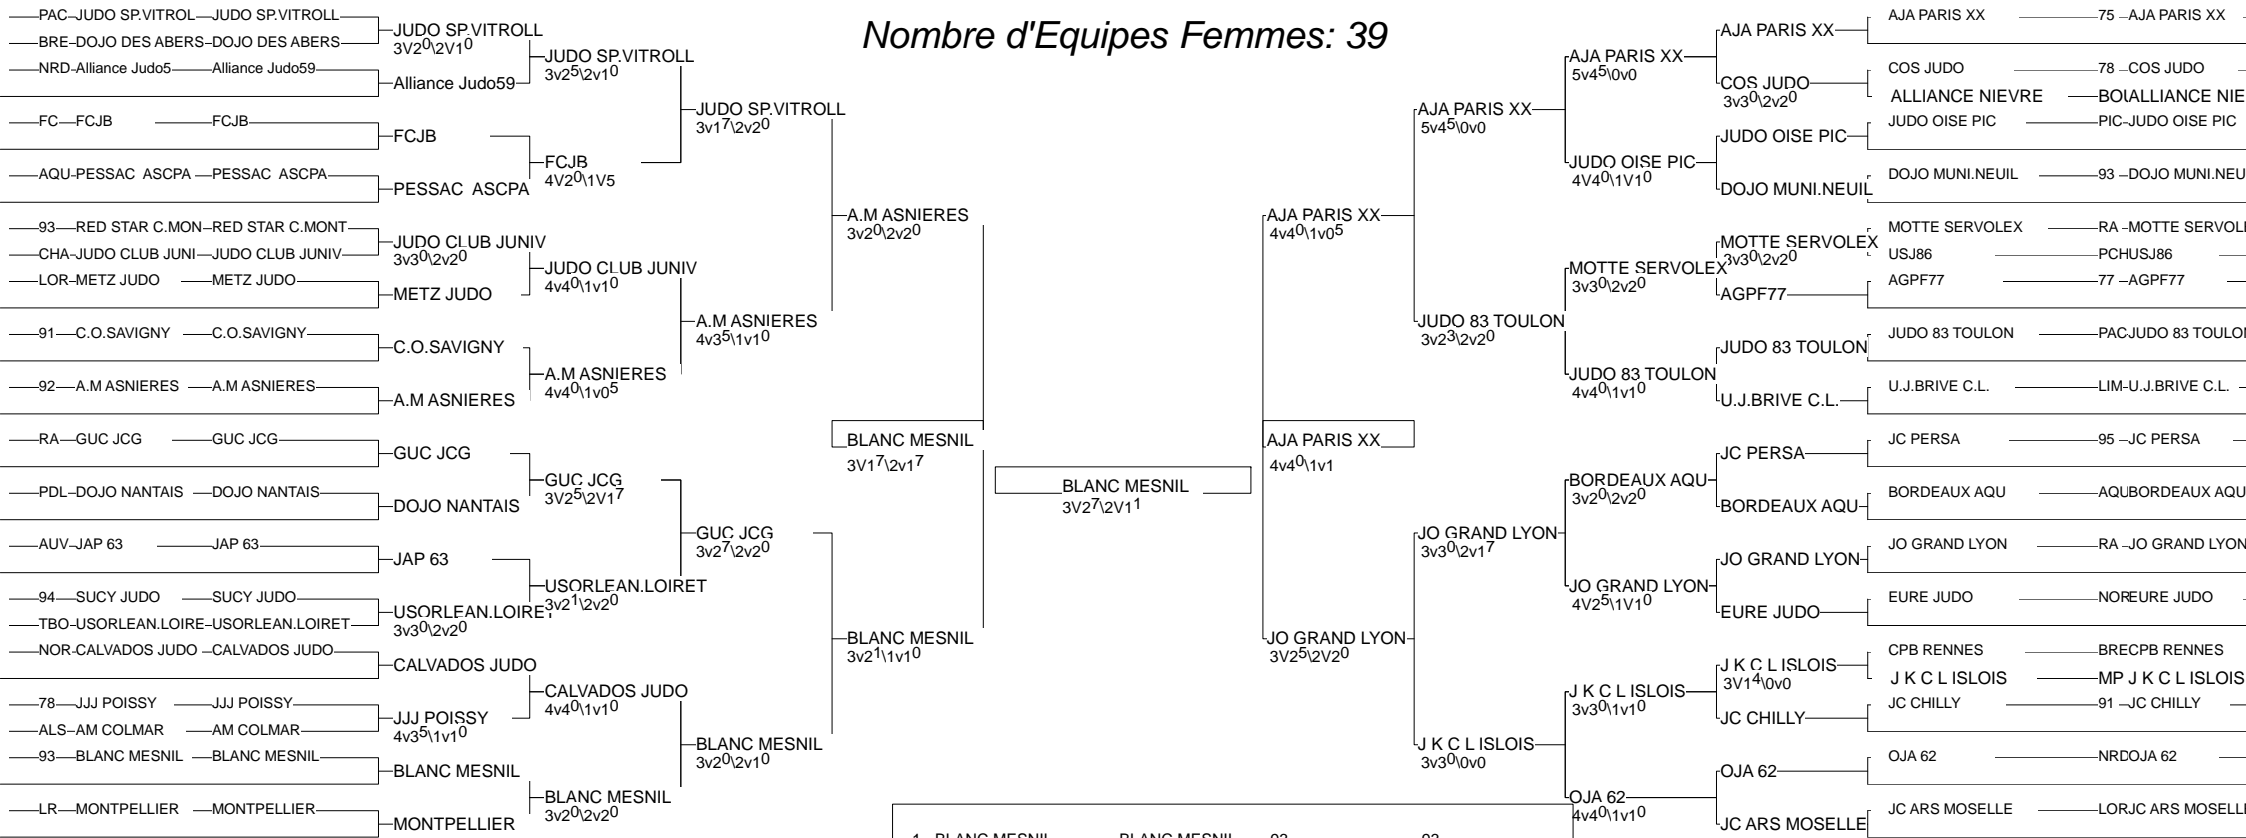 Nombre d'Equipes Femmes: 39
PAC JUDO SP.VITROL JUDO SP.VITROLL
BRE DOJO DES ABERS DOJO DES ABERS
NRD Alliance Judo5 Alliance Judo59
FC FCJB FCJB
AQU PESSAC ASCPA PESSAC ASCPA
93 RED STAR C.MON RED STAR C.MONT
CHA JUDO CLUB JUNI JUDO CLUB JUNIV
LOR METZ JUDO METZ JUDO
91 C.O.SAVIGNY C.O.SAVIGNY
92 A.M ASNIERES A.M ASNIERES
RA GUC JCG GUC JCG
PDL DOJO NANTAIS DOJO NANTAIS
AUV JAP 63 JAP 63
94 SUCY JUDO SUCY JUDO
TBO USORLEAN.LOIRE USORLEAN.LOIRET
NOR CALVADOS JUDO CALVADOS JUDO
78 JJJ POISSY JJJ POISSY
ALS AM COLMAR AM COLMAR
93 BLANC MESNIL BLANC MESNIL
LR MONTPELLIER MONTPELLIER
JUDO SP.VITROLL
3V20\2V10
Alliance Judo59
FCJB
PESSAC ASCPA
JUDO CLUB JUNIV
3v30\2v20
METZ JUDO
C.O.SAVIGNY
A.M ASNIERES
GUC JCG
DOJO NANTAIS
JAP 63
USORLEAN.LOIRET
3v30\2v20
CALVADOS JUDO
JJJ POISSY
4v35\1v10
BLANC MESNIL
MONTPELLIER
JUDO SP.VITROLL
3v25\2v10
FCJB
4V20\1V5
JUDO CLUB JUNIV
4v40\1v10
A.M ASNIERES
4v40\1v05
GUC JCG
3V25\2V17
USORLEAN.LOIRET
3v21\2v20
CALVADOS JUDO
4v40\1v10
BLANC MESNIL
3v20\2v20
JUDO SP.VITROLL
3v17\2v20
A.M ASNIERES
4v35\1v10
GUC JCG
3v27\2v20
BLANC MESNIL
3v20\2v10
A.M ASNIERES
3v20\2v20
BLANC MESNIL
3v21\1v10
BLANC MESNIL
3V17\2v17
BLANC MESNIL
3V27\2V11
AJA PARIS XX
4v40\1v1
AJA PARIS XX
4v40\1v05
JO GRAND LYON
3V25\2V20
AJA PARIS XX
5v45\0v0
JUDO 83 TOULON
3v23\2v20
JO GRAND LYON
3v30\2v17
J K C L ISLOIS
3v30\0v0
AJA PARIS XX
5v45\0v0
JUDO OISE PIC
4V40\1V10
MOTTE SERVOLEX
3v30\2v20
JUDO 83 TOULON
4v40\1v10
BORDEAUX AQU
3v20\2v20
JO GRAND LYON
4V25\1V10
J K C L ISLOIS
3v30\1v10
OJA 62
4v40\1v10
AJA PARIS XX
COS JUDO
3v30\2v20
JUDO OISE PIC
DOJO MUNI.NEUIL
MOTTE SERVOLEX
3v30\2v20
AGPF77
JUDO 83 TOULON
U.J.BRIVE C.L.
JC PERSA
BORDEAUX AQU
JO GRAND LYON
EURE JUDO
J K C L ISLOIS
3V14\0v0
JC CHILLY
OJA 62
JC ARS MOSELLE
AJA PARIS XX 75 AJA PARIS XX
COS JUDO 78 COS JUDO
ALLIANCE NIEVRE BOUALLIANCE NIE
JUDO OISE PIC PIC JUDO OISE PIC
DOJO MUNI.NEUIL 93 DOJO MUNI.NEU
MOTTE SERVOLEX RA MOTTE SERVOLE
USJ86 PCHUSJ86
AGPF77 77 AGPF77
JUDO 83 TOULON PACJUDO 83 TOULON
U.J.BRIVE C.L. LIM U.J.BRIVE C.L.
JC PERSA 95 JC PERSA
BORDEAUX AQU AQUBORDEAUX AQU
JO GRAND LYON RA JO GRAND LYON
EURE JUDO NOREURE JUDO
CPB RENNES BRECPB RENNES
J K C L ISLOIS MP J K C L ISLOIS
JC CHILLY 91 JC CHILLY
OJA 62 NRDOJA 62
JC ARS MOSELLE LORJC ARS MOSELLE
1 BLANC MESNIL BLANC MESNIL 93 93